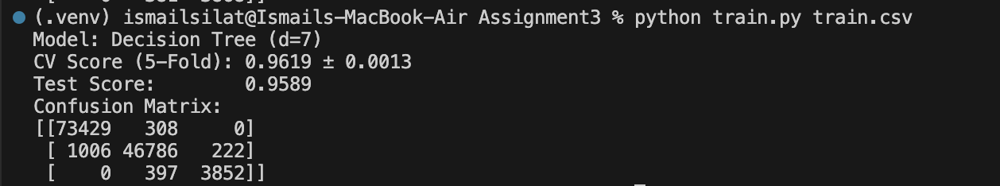 (.venv) ismailsilat@Ismails-MacBook-Air Assignment3 % python train.py train.csv
Model: Decision Tree (d=7)
CV Score (5-Fold): 0.9619 ± 0.0013
Test Score:        0.9589
Confusion Matrix:
[[73429   308     0]
 [ 1006 46786   222]
 [    0   397  3852]]